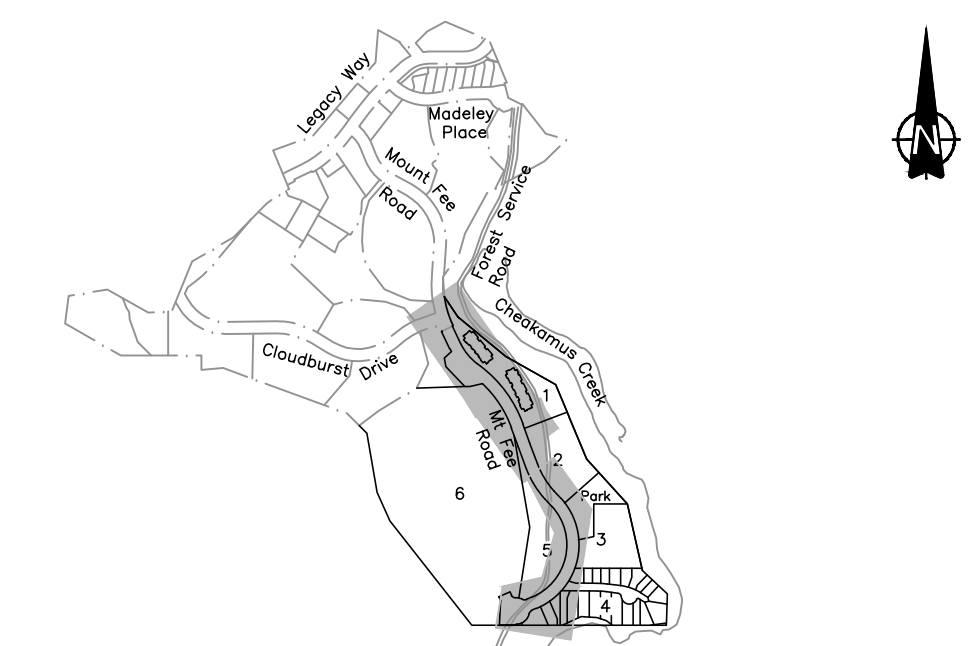 Legacy Way
N
Madeley
Place
Mount Fee
Road
Forest Service
Road
Cheakamus Creek
Cloudburst Drive
1
Mt Fee
Road
2
6
Park
3
5
4